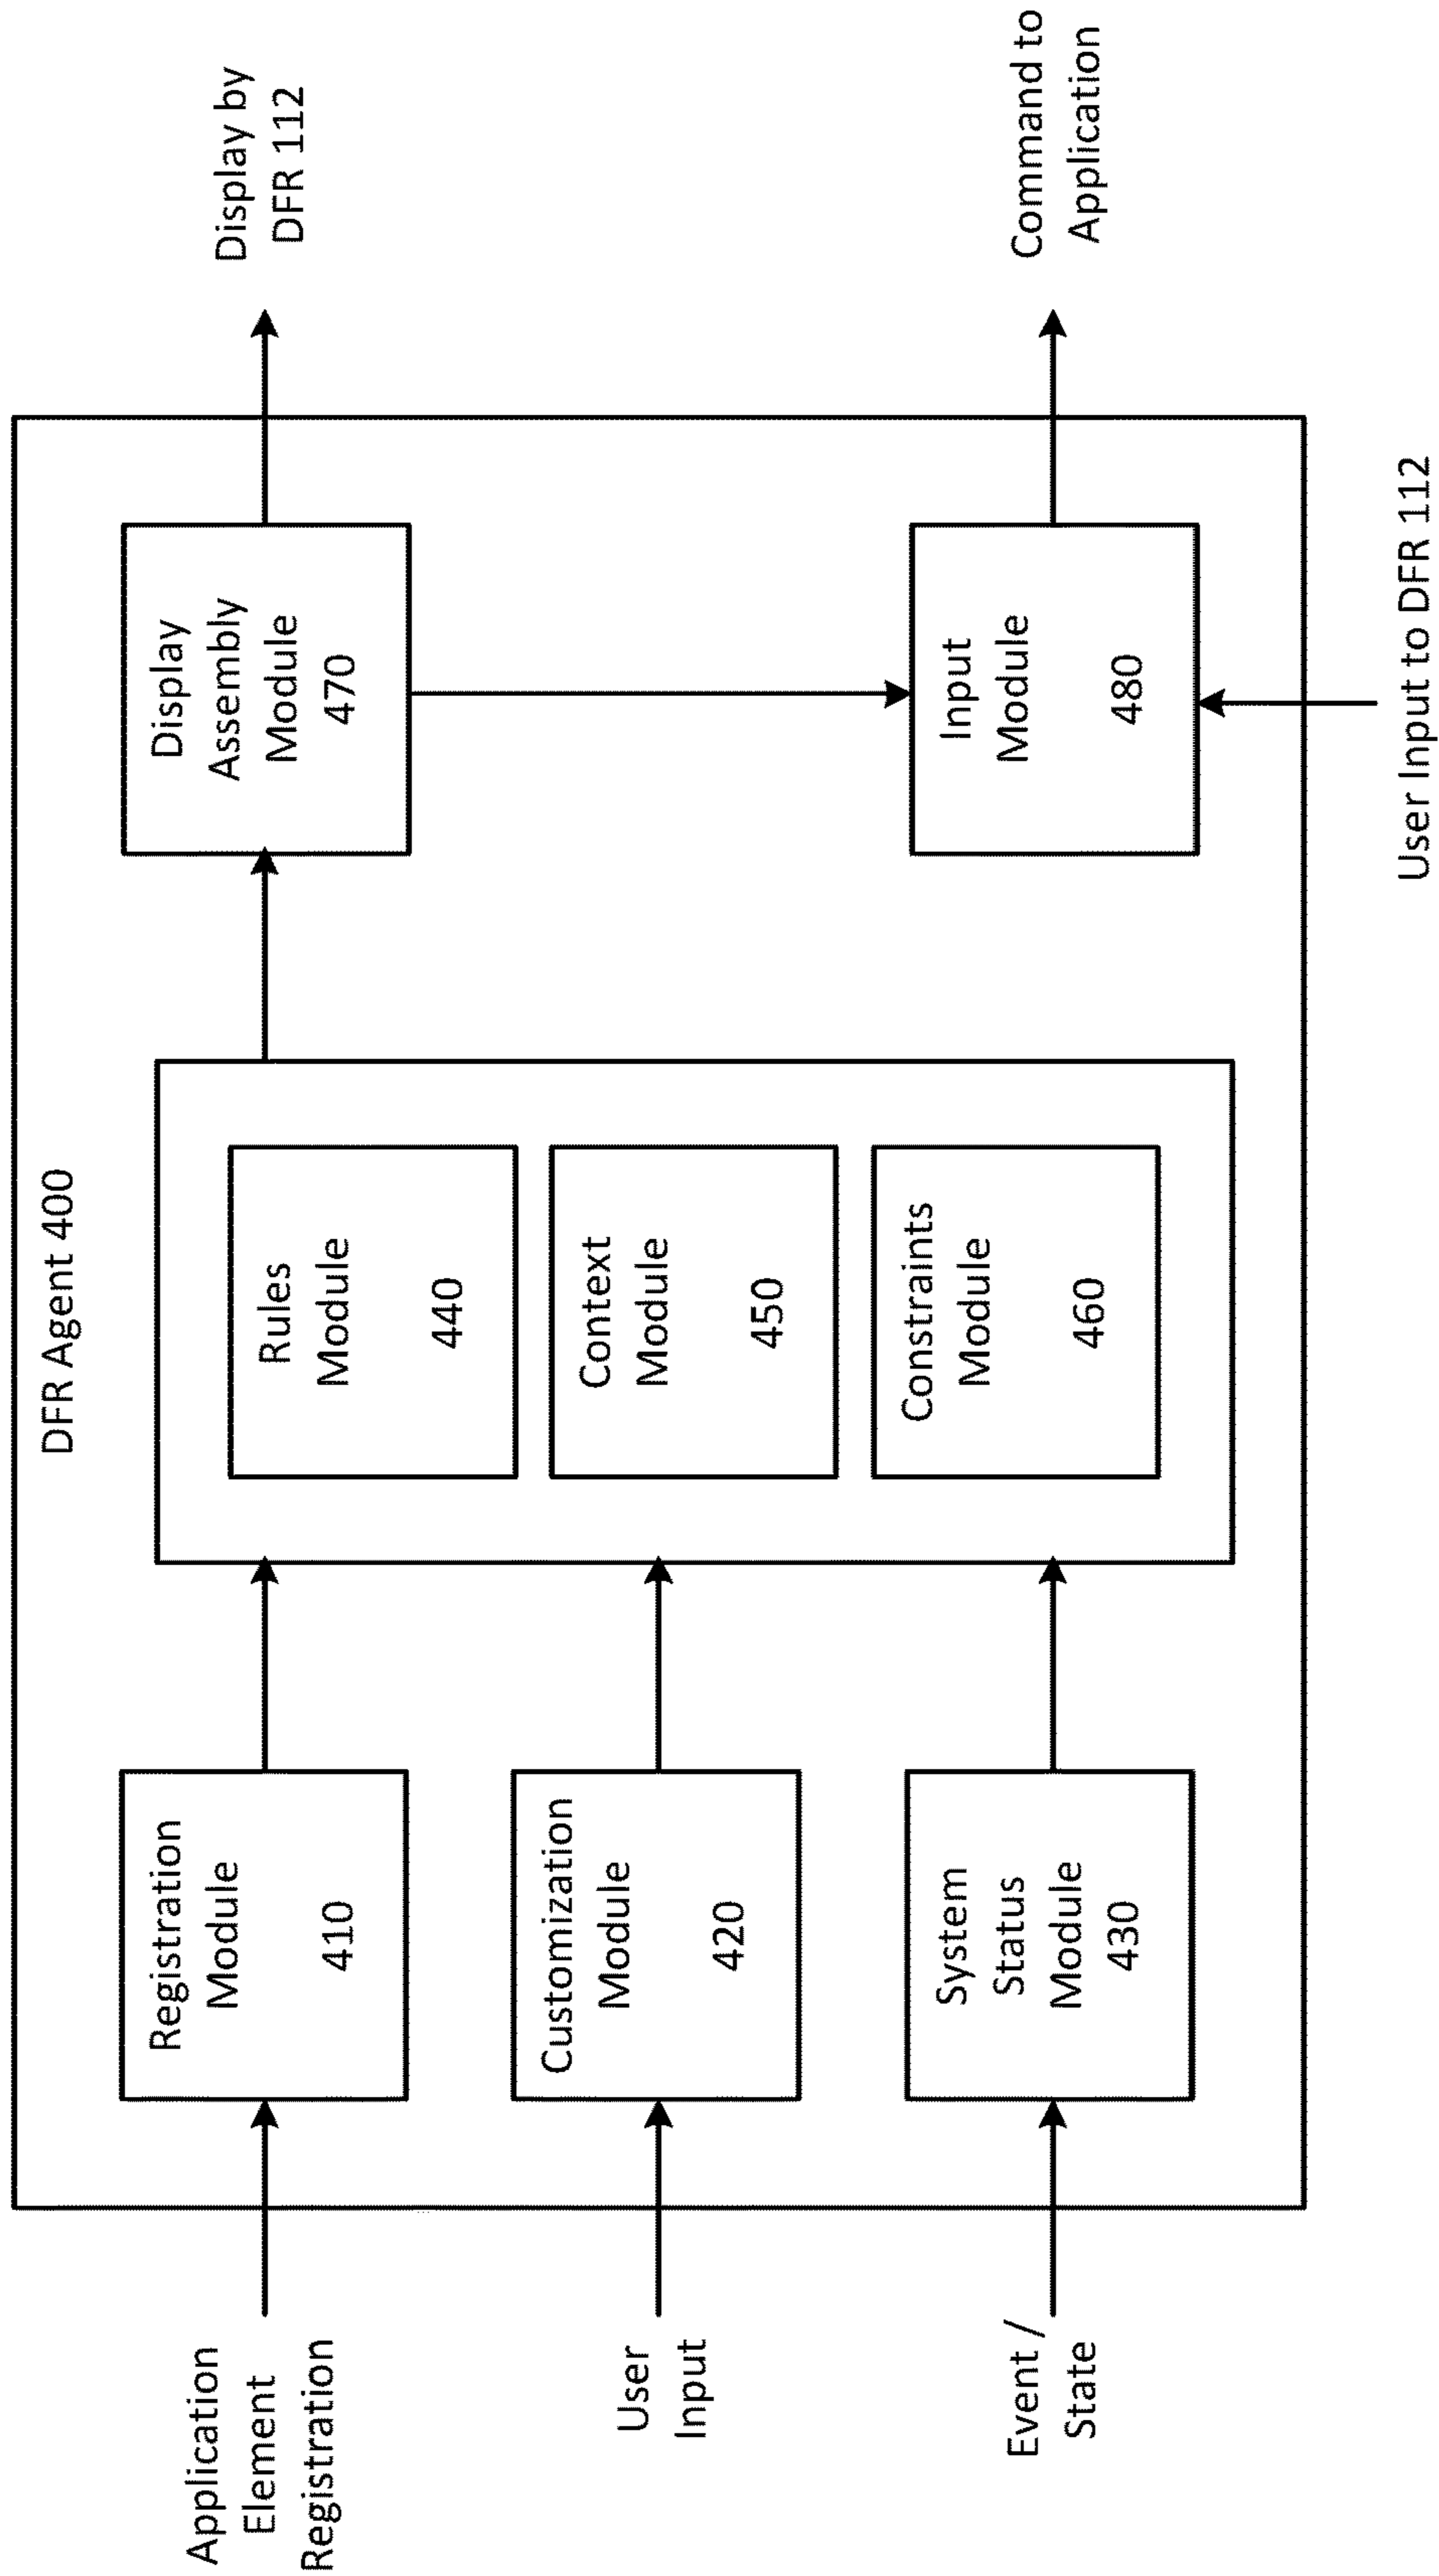 DFR Agent 400
Application
Element
Registration
Registration
Module
410
User
Input
Customization
Module
420
Event /
State
System
Status
Module
430
Rules
Module
440
Context
Module
450
Constraints
Module
460
Display
Assembly
Module
470
Input
Module
480
Display by
DFR 112
Command to
Application
User Input to DFR 112